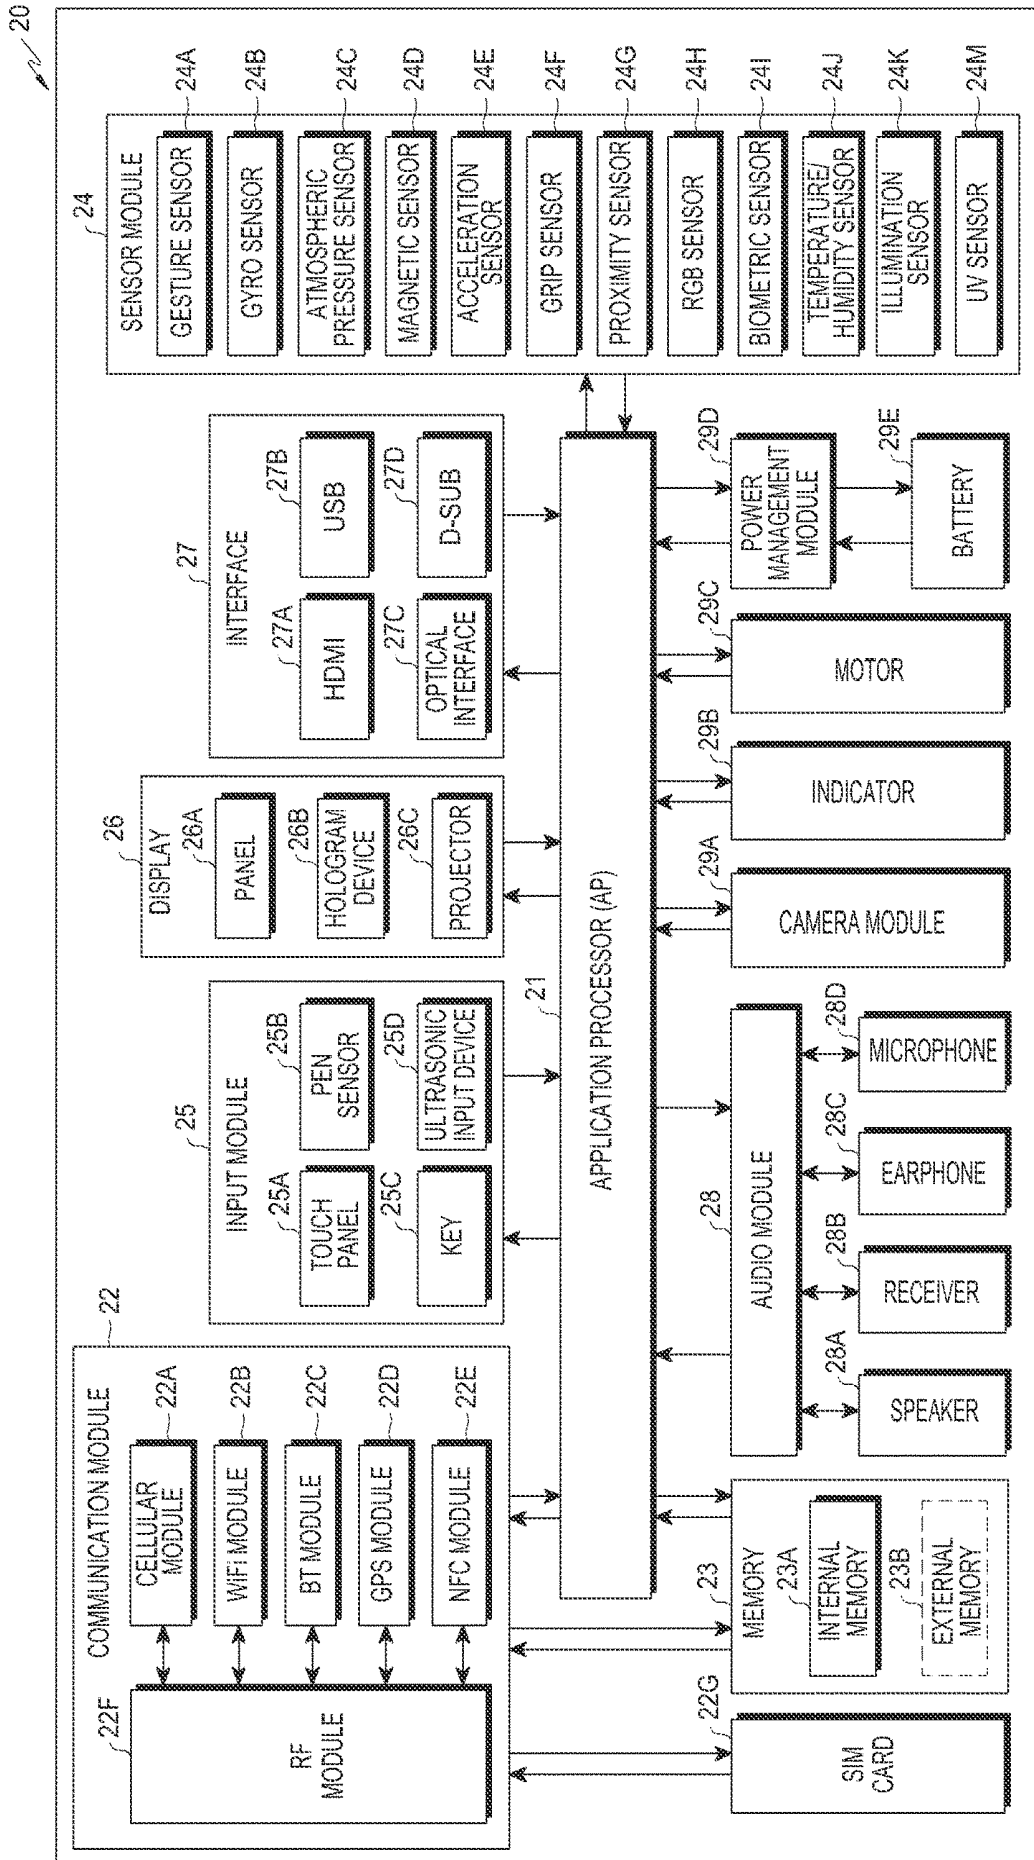 20
COMMUNICATION MODULE
22
22F
RF
MODULE
CELLULAR
MODULE
22A
WiFi MODULE
22B
BT MODULE
22C
GPS MODULE
22D
NFC MODULE
22E
25
INPUT MODULE
25A
TOUCH
PANEL
25B
PEN
SENSOR
25C
KEY
25D
ULTRASONIC
INPUT DEVICE
26
DISPLAY
26A
PANEL
26B
HOLOGRAM
DEVICE
26C
PROJECTOR
27
INTERFACE
27A
HDMI
27B
USB
27C
OPTICAL
INTERFACE
27D
D-SUB
24
SENSOR MODULE
GESTURE SENSOR
24A
GYRO SENSOR
24B
ATMOSPHERIC
PRESSURE SENSOR
24C
MAGNETIC SENSOR
24D
ACCELERATION
SENSOR
24E
GRIP SENSOR
24F
PROXIMITY SENSOR
24G
RGB SENSOR
24H
BIOMETRIC SENSOR
24I
TEMPERATURE/
HUMIDITY SENSOR
24J
ILLUMINATION
SENSOR
24K
UV SENSOR
24M
21
APPLICATION PROCESSOR (AP)
22G
SIM
CARD
23
MEMORY
23A
INTERNAL
MEMORY
23B
EXTERNAL
MEMORY
28
AUDIO MODULE
28A
SPEAKER
28B
RECEIVER
28C
EARPHONE
28D
MICROPHONE
29A
CAMERA MODULE
29B
INDICATOR
29C
MOTOR
29D
POWER
MANAGEMENT
MODULE
29E
BATTERY